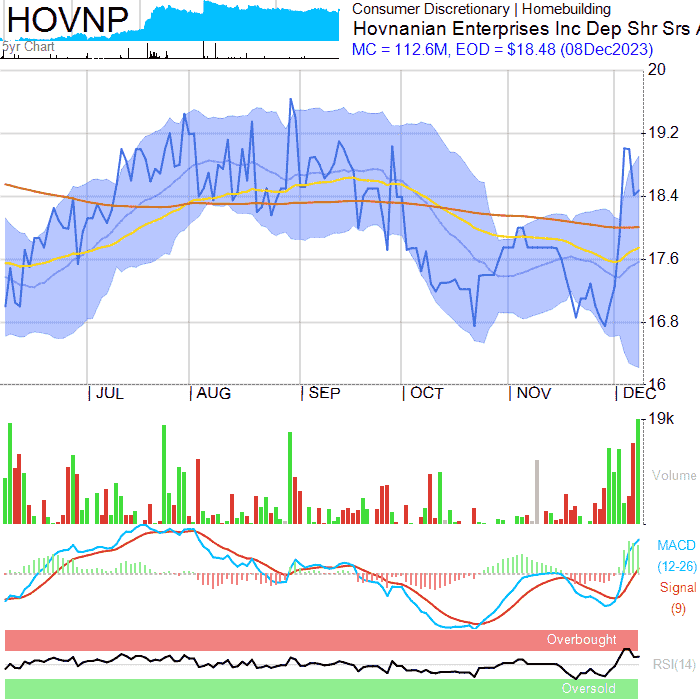 HOVNP
Consumer Discretionary | Homebuilding
Hovnanian Enterprises Inc Dep Shr Srs A
MC = 112.6M, EOD = $18.48 (08Dec2023)
5yr Chart
20
19.2
18.4
17.6
16.8
16
JUL AUG SEP OCT NOV DEC
19k
Volume
MACD
(12-26)
Signal
(9)
Overbought
RSI(14)
Oversold